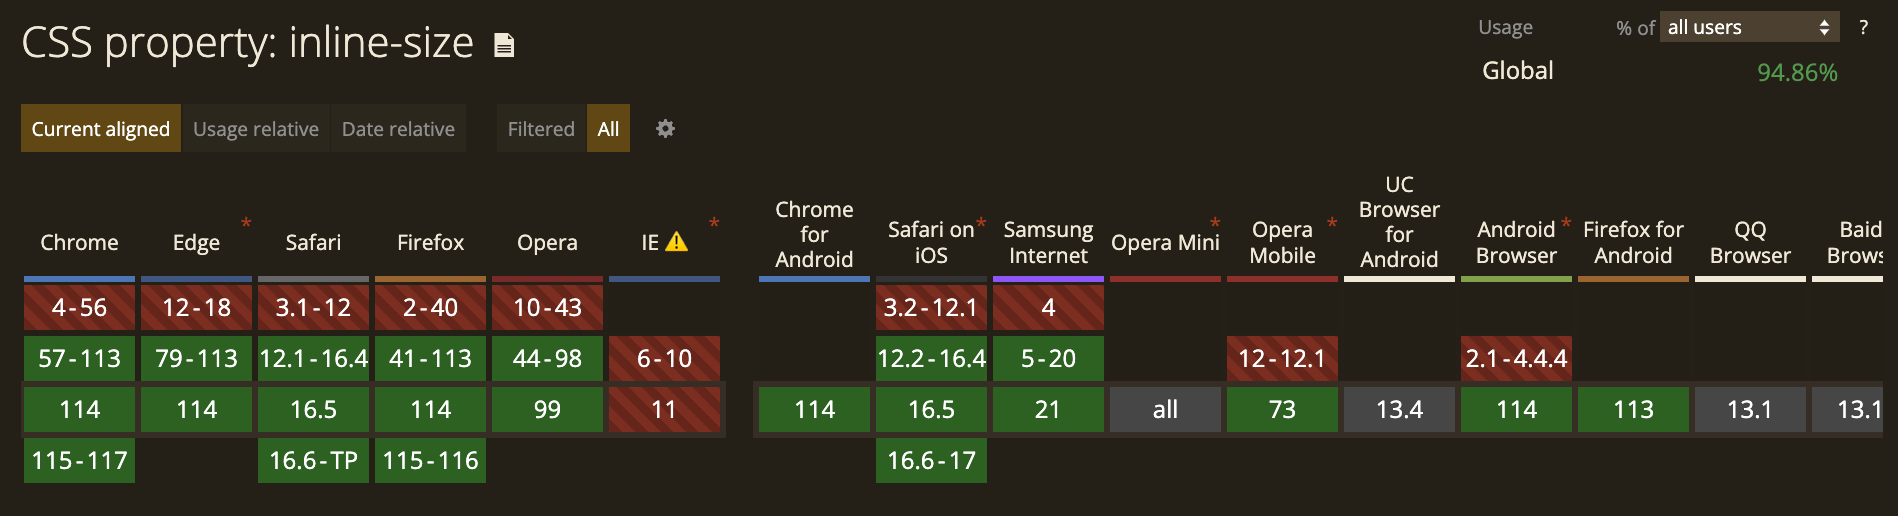 CSS property: inline-size
Usage % of all users ?
Global 94.86%
Current aligned Usage relative Date relative Filtered All
Chrome Edge * Safari Firefox Opera IE * Chrome for Android Safari on iOS * Samsung Internet Opera Mini * Opera Mobile * UC Browser for Android Android Browser * Firefox for Android QQ Browser Baid Brows
4-56 12-18 3.1-12 2-40 10-43 3.2-12.1 4
57-113 79-113 12.1-16.4 41-113 44-98 6-10 12.2-16.4 5-20 12-12.1 2.1-4.4.4
114 114 16.5 114 99 11 114 16.5 21 all 73 13.4 114 113 13.1 13.1
115-117 16.6-TP 115-116 16.6-17